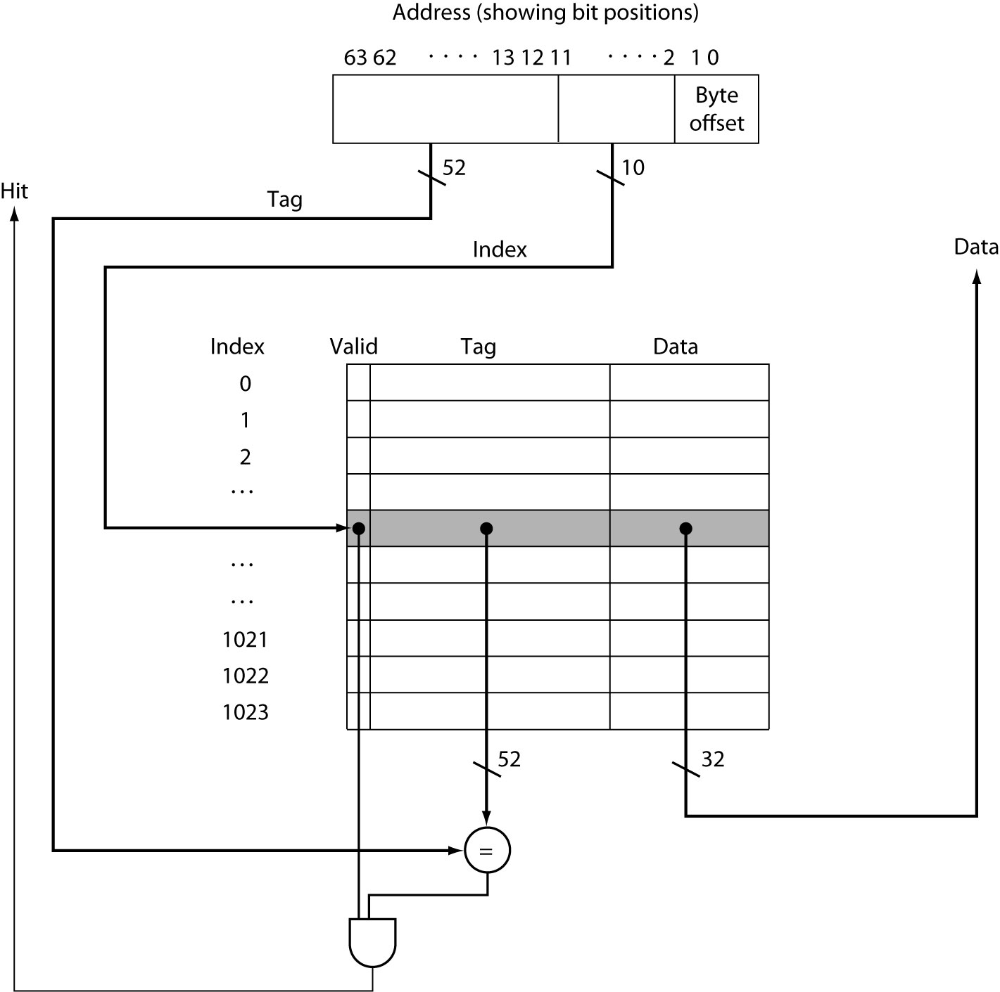 Address (showing bit positions)
63 62 · · · · 13 12 11 · · · · 2 1 0
Byte
offset
52 10
Hit
Tag
Index
Data
Index Valid Tag Data
0
1
2
...
...
...
1021
1022
1023
52 32
=